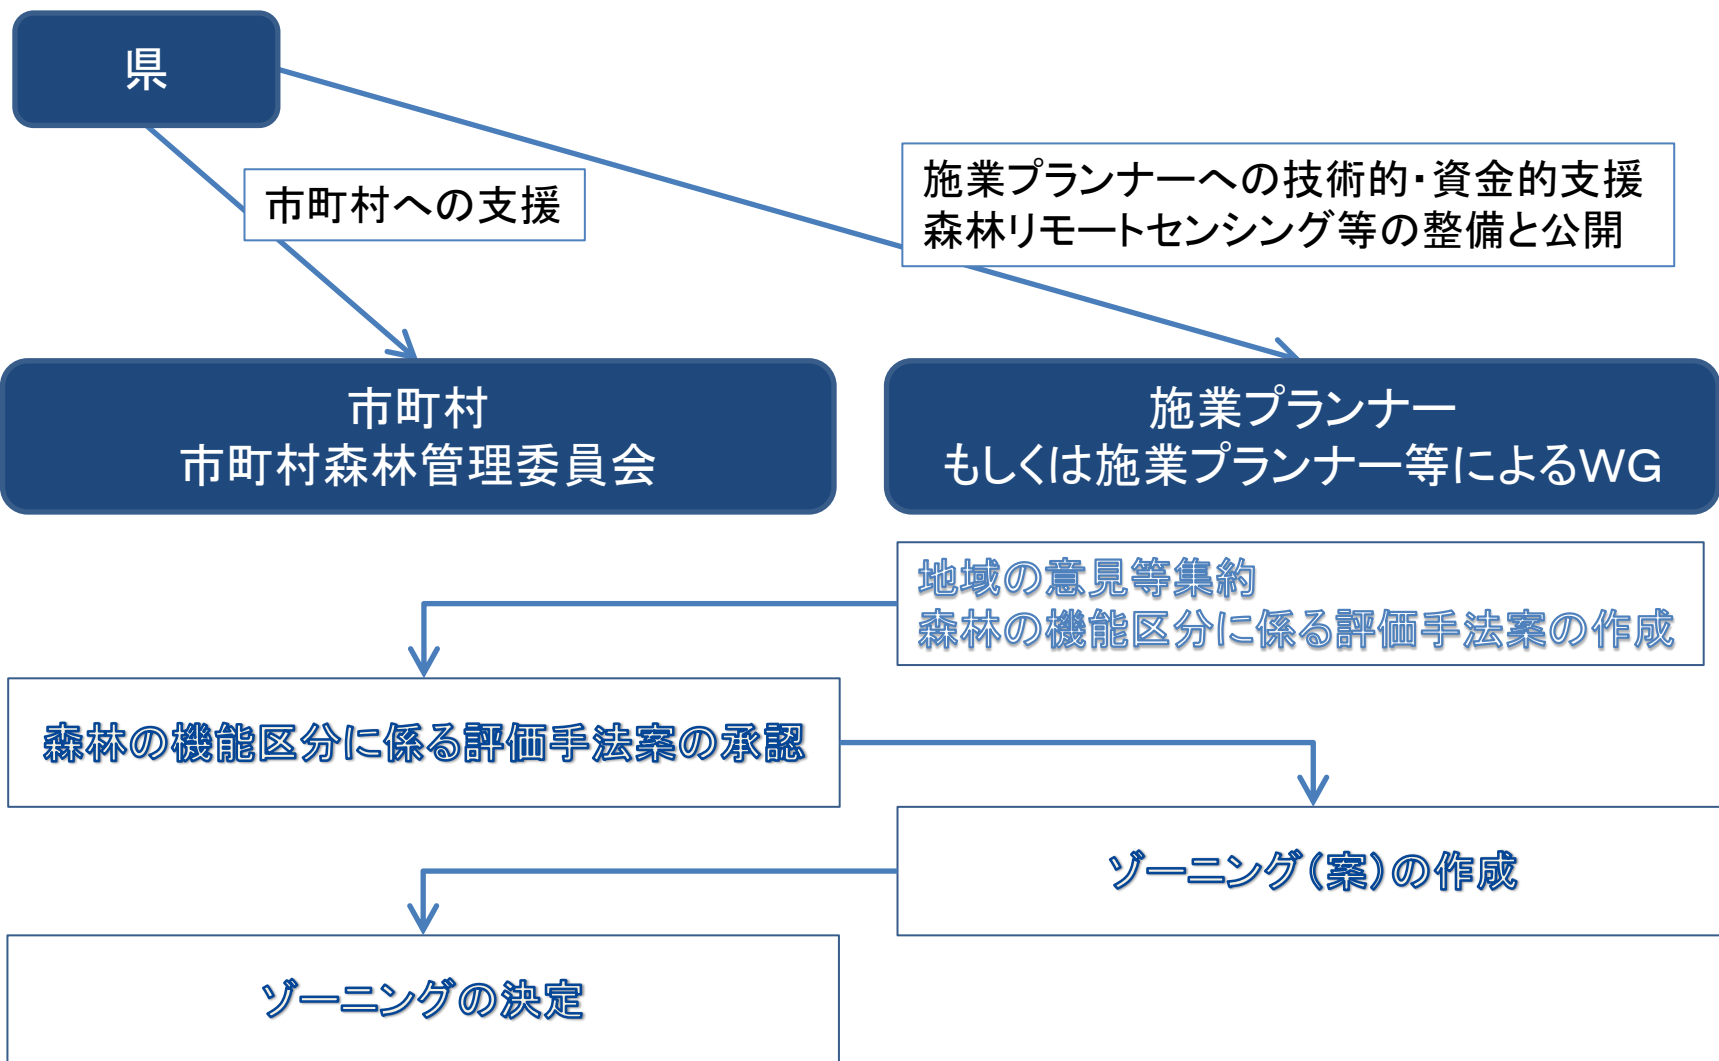 県
市町村への支援
施業プランナーへの技術的・資金的支援
森林リモートセンシング等の整備と公開
市町村
市町村森林管理委員会
施業プランナー
もしくは施業プランナー等によるWG
地域の意見等集約
森林の機能区分に係る評価手法案の作成
森林の機能区分に係る評価手法案の承認
ゾーニング(案)の作成
ゾーニングの決定